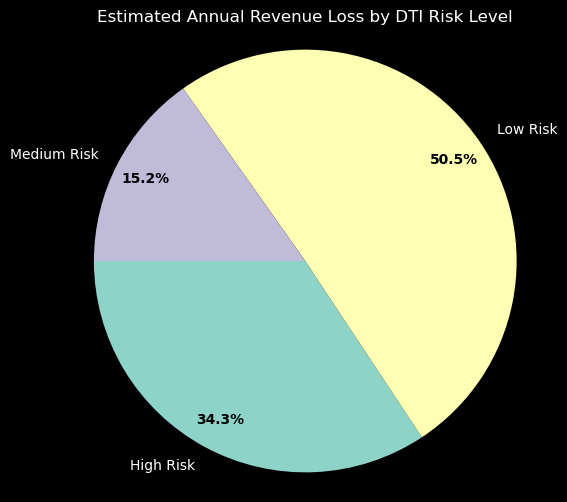 Estimated Annual Revenue Loss by DTI Risk Level
Low Risk
50.5%
Medium Risk
15.2%
34.3%
High Risk